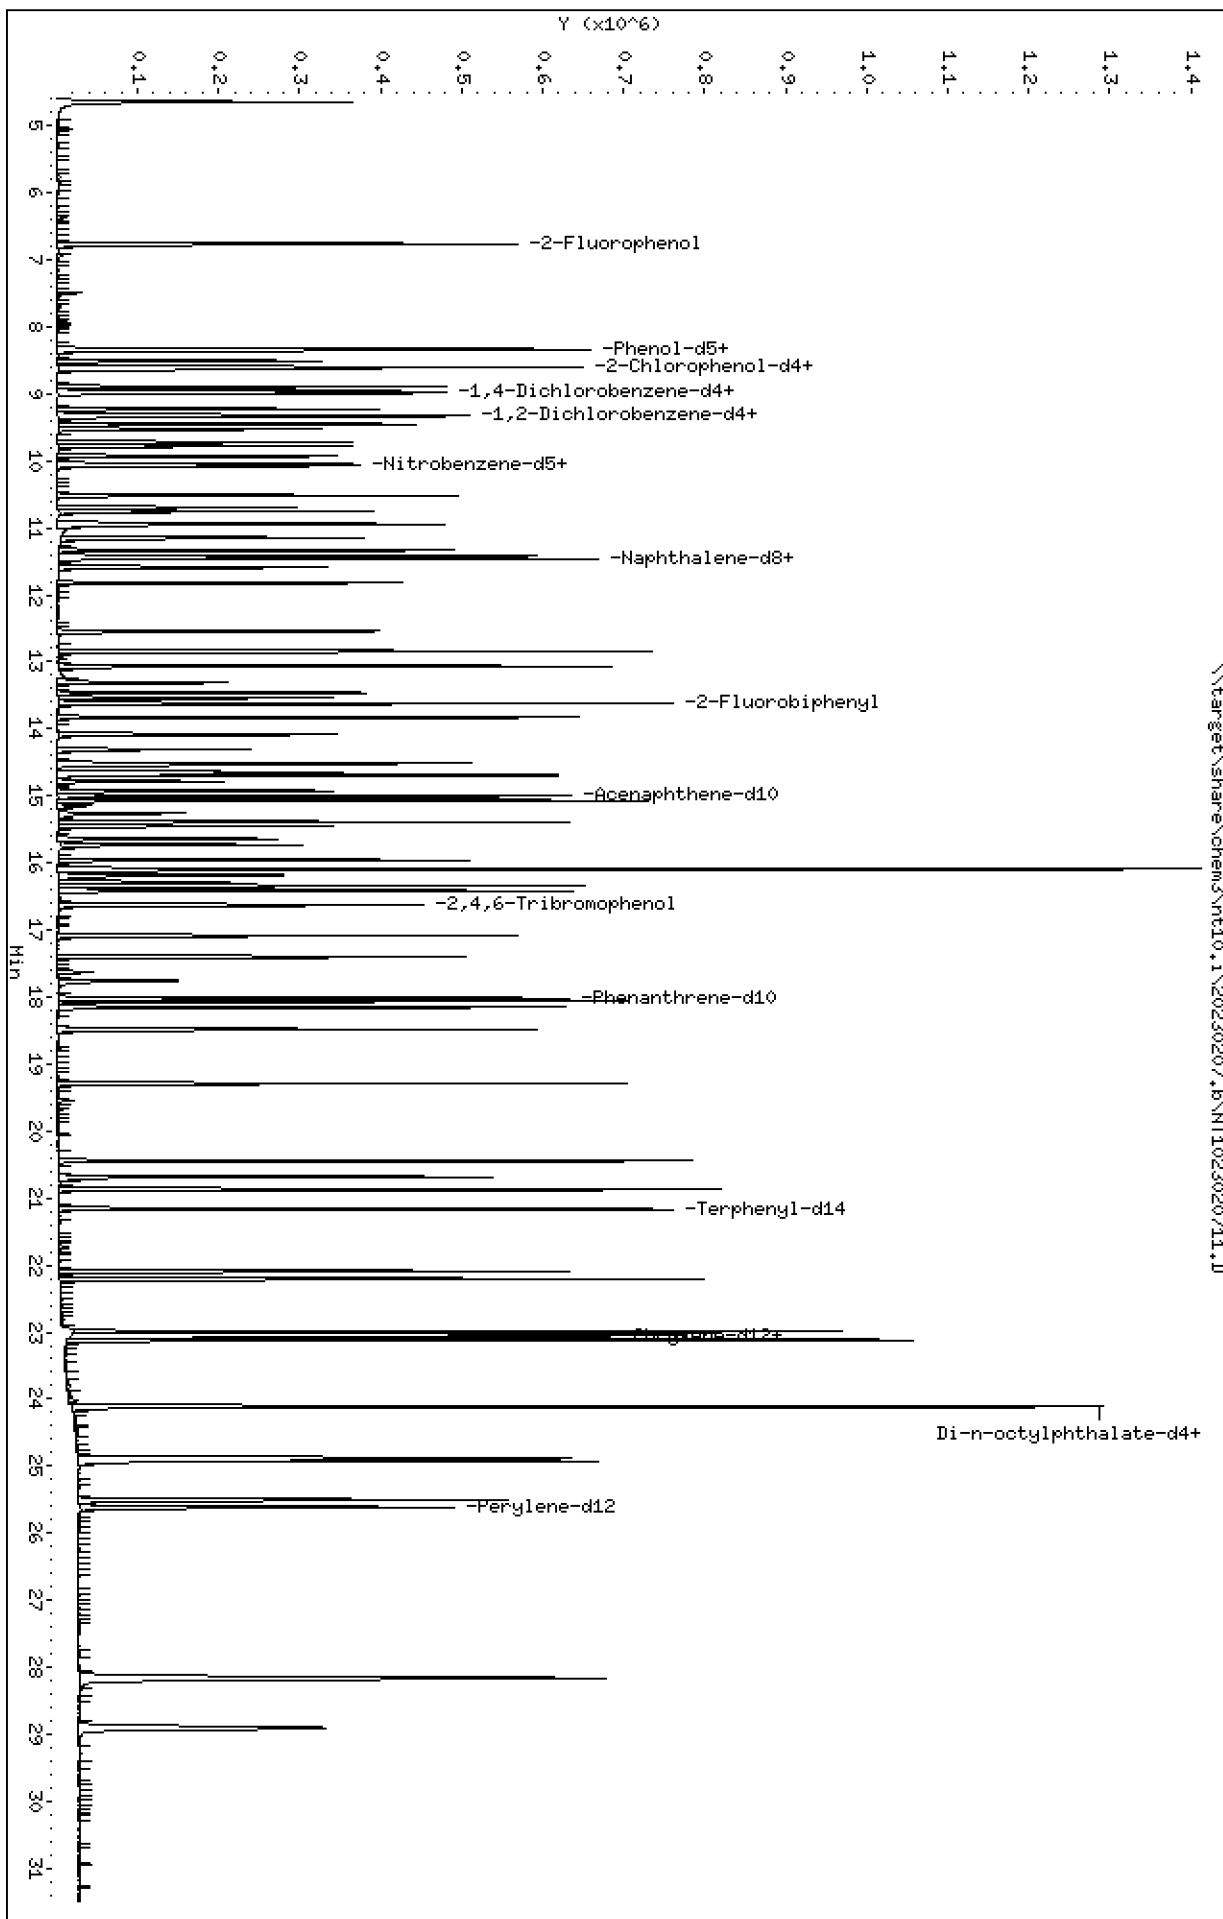 Y (x10^6)
0.1
0.2
0.3
0.4
0.5
0.6
0.7
0.8
0.9
1.0
1.1
1.2
1.3
1.4
5
6
7
8
9
10
11
12
13
14
15
16
17
18
19
20
21
22
23
24
25
26
27
28
29
30
31
Min
-2-Fluorophenol
-Phenol-d5+
-2-Chlorophenol-d4+
-1,4-Dichlorobenzene-d4+
-1,2-Dichlorobenzene-d4+
-Nitrobenzene-d5+
-Naphthalene-d8+
-2-Fluorobiphenyl
-Acenaphthene-d10
-2,4,6-Tribromophenol
-Phenanthrene-d10
-Terphenyl-d14
-Chrysene-d12+
Di-n-octylphthalate-d4+
-Perylene-d12